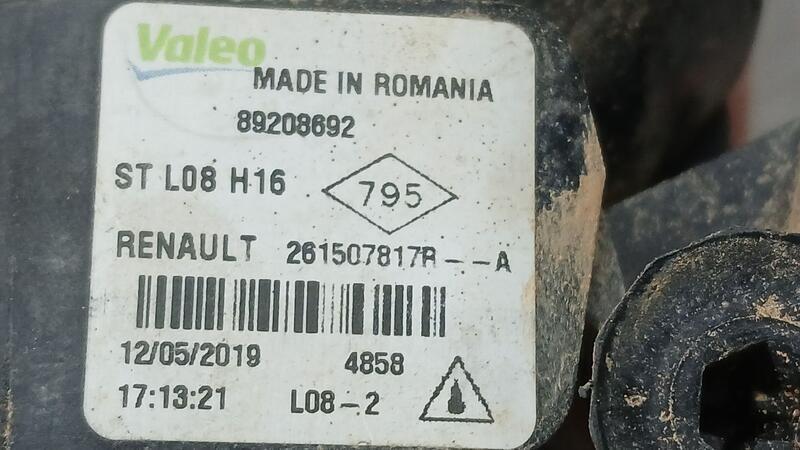 Valeo
MADE IN ROMANIA
89208692
ST L08 H16
795
RENAULT 261507817R--A
12/05/2019 4858
17:13:21 L08-2